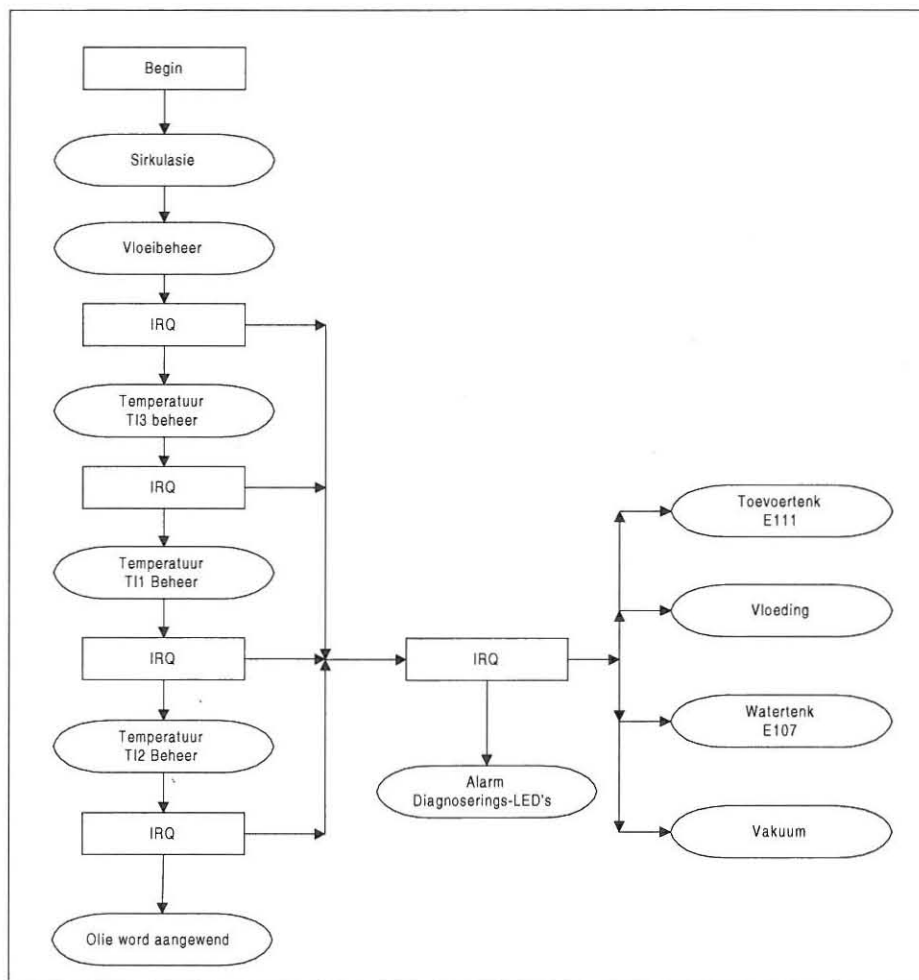 Begin
Sirkulasie
Vloeibeheer
IRQ
Temperatuur
TI3 beheer
IRQ
Temperatuur
TI1 Beheer
IRQ
Temperatuur
TI2 Beheer
IRQ
Olie word aangewend
IRQ
Alarm
Diagnoserings-LED's
Toevoertenk
E111
Vloeding
Watertenk
E107
Vakuum